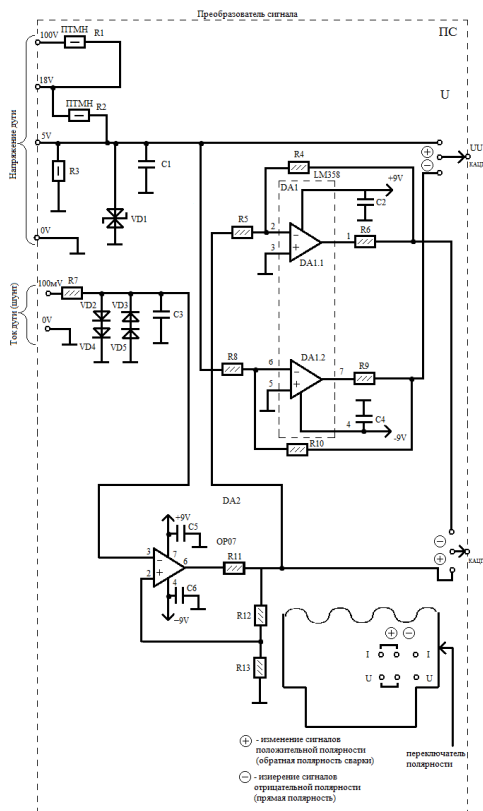 Преобразователь сигнала
ПС
ПТМН
R1
100V
18V
ПТМН
R2
U
Напряжение дуги
5V
R3
C1
VD1
0V
R4
LM358
DA1
+9V
C2
UU
КАЦП
R5
2
3
DA1.1
1
R6
Ток дуги (шунт)
100мV
R7
0V
VD2
VD3
VD4
VD5
C3
R8
6
5
DA1.2
7
R9
C4
4
-9V
R10
DA2
+9V
C5
OP07
3
7
2
6
R11
4
C6
−9V
КАЦП
R12
R13
I
I
U
U
- изменение сигналов
положительной полярности
(обратная полярность сварки)
- изиерение сигналов
отрицательной полярности
(прямая полярность)
переключатель
полярности